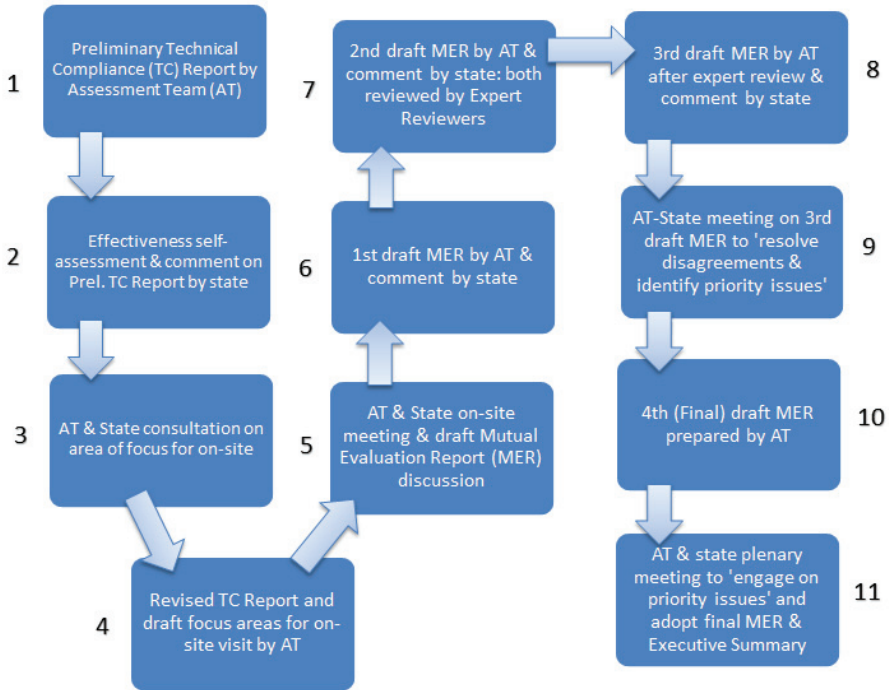 1
Preliminary Technical
Compliance (TC) Report by
Assessment Team (AT)
2
Effectiveness self-
assessment & comment on
Prel. TC Report by state
3
AT & State consultation on
area of focus for on-site
4
Revised TC Report and
draft focus areas for on-
site visit by AT
5
AT & State on-site
meeting & draft Mutual
Evaluation Report (MER)
discussion
6
1st draft MER by AT &
comment by state
7
2nd draft MER by AT &
comment by state: both
reviewed by Expert
Reviewers
8
3rd draft MER by AT
after expert review &
comment by state
9
AT-State meeting on 3rd
draft MER to 'resolve
disagreements &
identify priority issues'
10
4th (Final) draft MER
prepared by AT
11
AT & state plenary
meeting to 'engage on
priority issues' and
adopt final MER &
Executive Summary